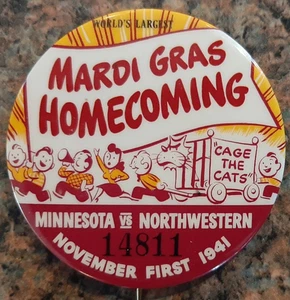 WORLD'S LARGEST
MARDI GRAS
HOMECOMING
"CAGE
THE
CATS"
MINNESOTA VS NORTHWESTERN
14811
NOVEMBER FIRST 1941